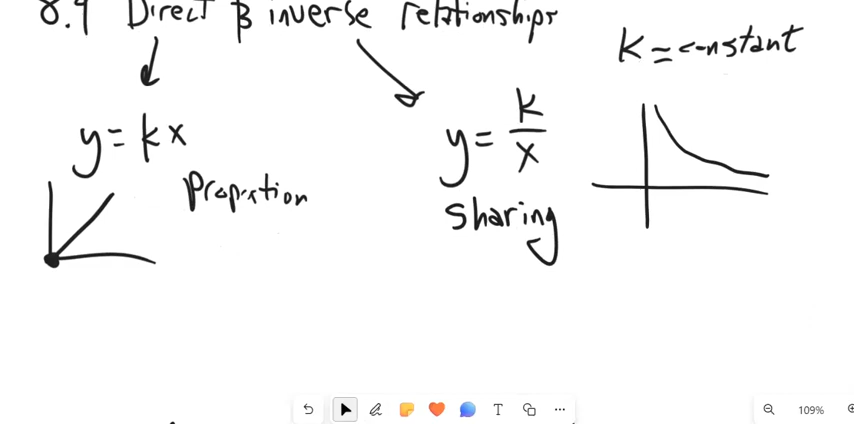 8.4 Direct & inverse relationships
K = constant
y = kx
y = K/x
Proportion
Sharing
T
109%